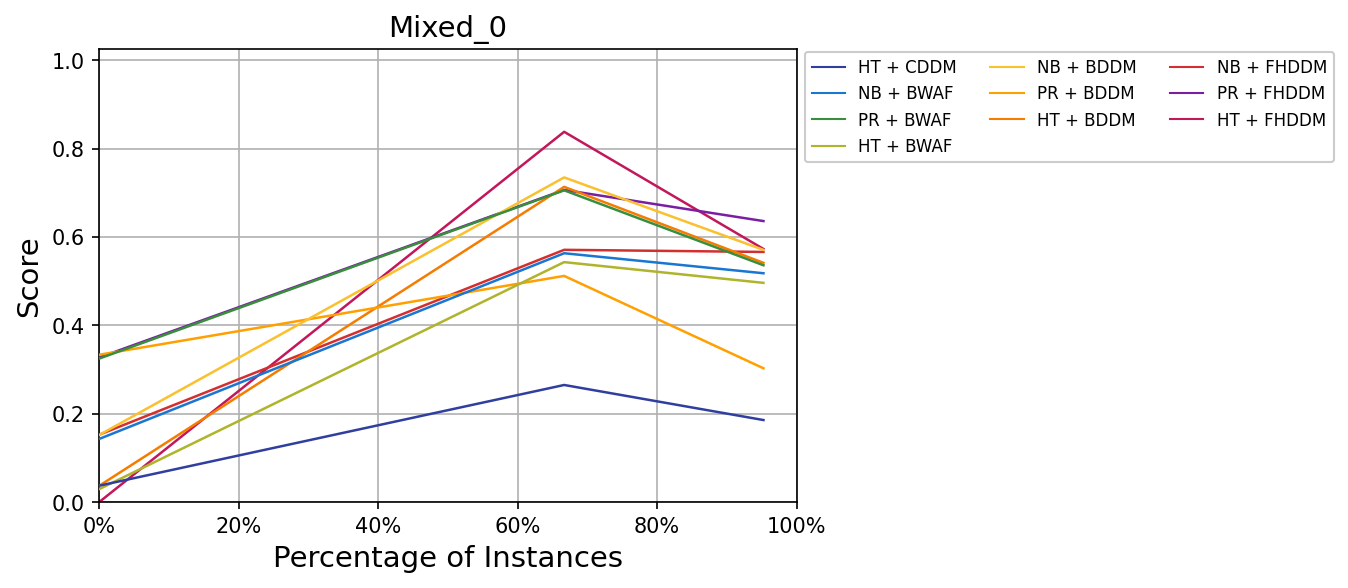 Mixed_0
Score
1.0
0.8
0.6
0.4
0.2
0.0
0% 20% 40% 60% 80% 100%
Percentage of Instances
HT + CDDM
NB + BWAF
PR + BWAF
HT + BWAF
NB + BDDM
PR + BDDM
HT + BDDM
NB + FHDDM
PR + FHDDM
HT + FHDDM